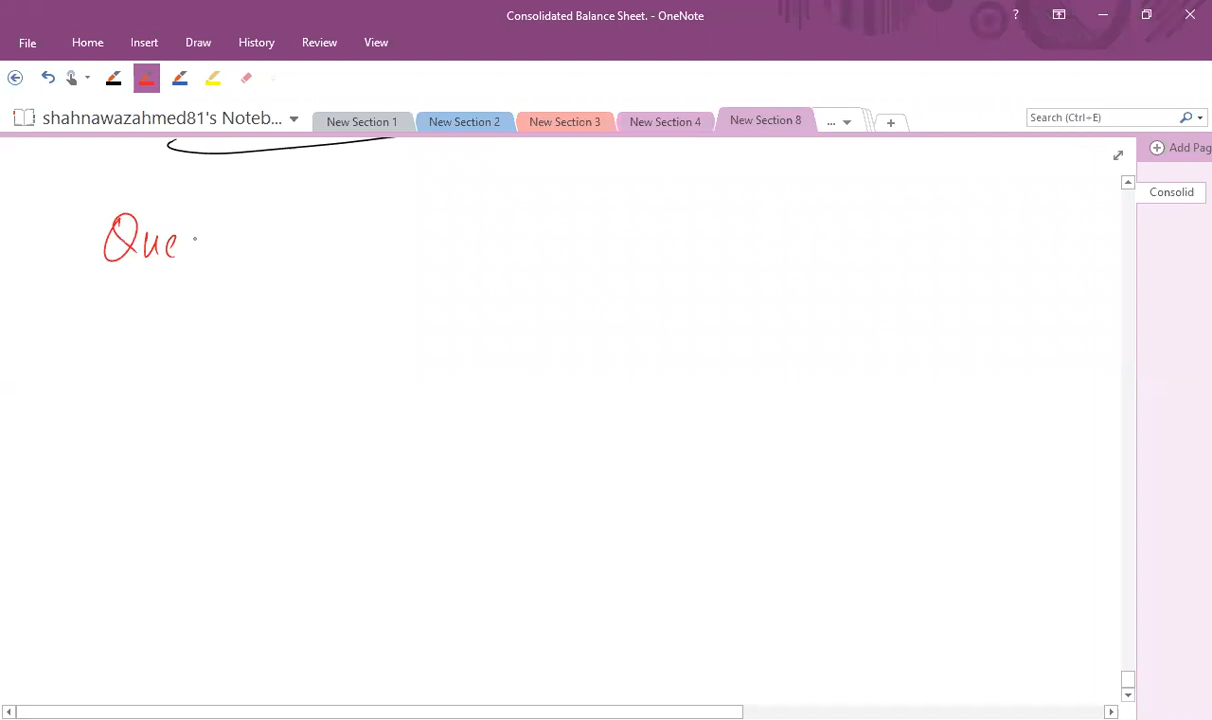 Consolidated Balance Sheet. - OneNote
?
File Home Insert Draw History Review View
shahnawazahmed81's Noteb... New Section 1 New Section 2 New Section 3 New Section 4 New Section 8 ... + Search (Ctrl+E)
Add Pag
Consolid
Que